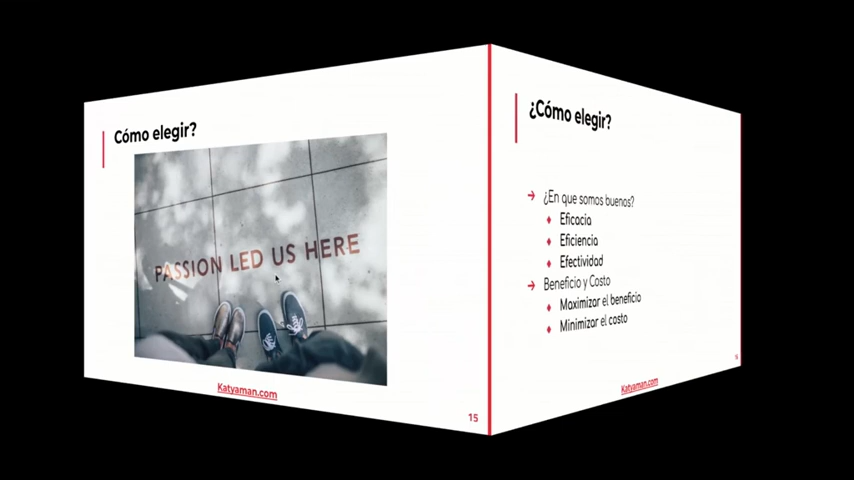 Cómo elegir?
PASSION LED US HERE
Katyaman.com
15
¿Cómo elegir?
¿En que somos buenos?
Eficacia
Eficiencia
Efectividad
Beneficio y Costo
Maximizar el beneficio
Minimizar el costo
Katyaman.com